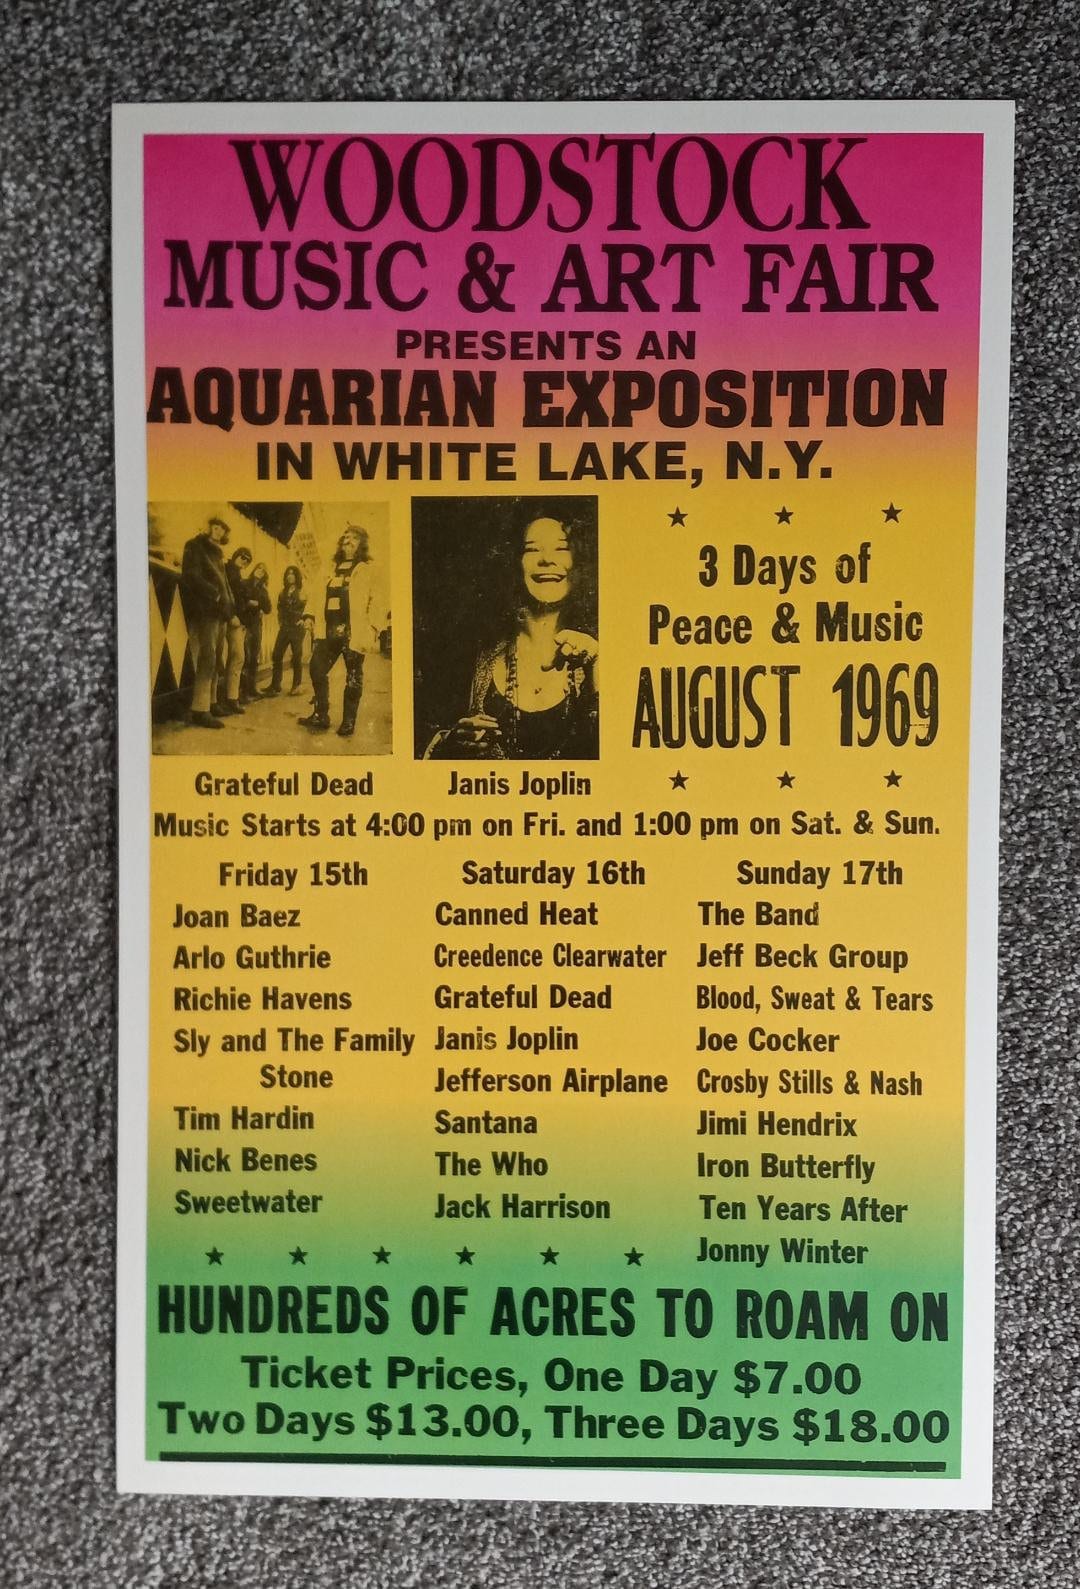 WOODSTOCK
MUSIC & ART FAIR
PRESENTS AN
AQUARIAN EXPOSITION
IN WHITE LAKE, N.Y.
3 Days of
Peace & Music
AUGUST 1969
Grateful Dead
Janis Joplin
Music Starts at 4:00 pm on Fri. and 1:00 pm on Sat. & Sun.
Friday 15th
Joan Baez
Arlo Guthrie
Richie Havens
Sly and The Family
Stone
Tim Hardin
Nick Benes
Sweetwater
Saturday 16th
Canned Heat
Creedence Clearwater
Grateful Dead
Janis Joplin
Jefferson Airplane
Santana
The Who
Jack Harrison
Sunday 17th
The Band
Jeff Beck Group
Blood, Sweat & Tears
Joe Cocker
Crosby Stills & Nash
Jimi Hendrix
Iron Butterfly
Ten Years After
Jonny Winter
HUNDREDS OF ACRES TO ROAM ON
Ticket Prices, One Day $7.00
Two Days $13.00, Three Days $18.00